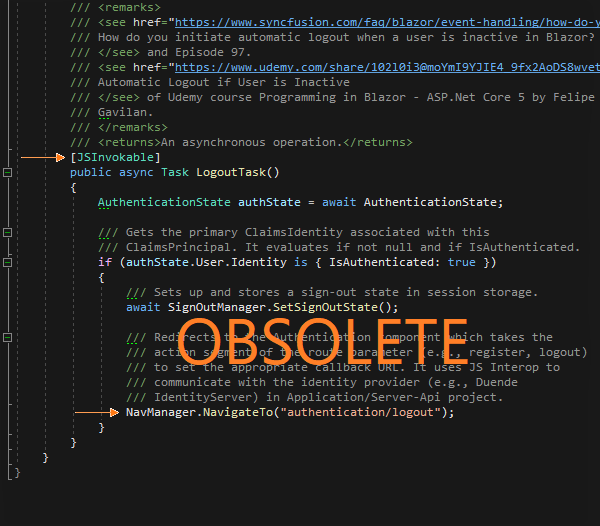 /// <remarks>
/// <see href="https://www.syncfusion.com/faq/blazor/event-handling/how-do-y
/// How do you initiate automatic logout when a user is inactive in Blazor?
/// </see> and Episode 97.
/// <see href="https://www.udemy.com/share/102l0i3@moYmI9YJIE4_9fx2AoDS8wvet
/// Automatic Logout if User is Inactive
/// </see> of Udemy course Programming in Blazor - ASP.Net Core 5 by Felipe
/// Gavilan.
/// </remarks>
/// <returns>An asynchronous operation.</returns>
[JSInvokable]
public async Task LogoutTask()
{
AuthenticationState authState = await AuthenticationState;
/// Gets the primary ClaimsIdentity associated with this
/// ClaimsPrincipal. It evaluates if not null and if IsAuthenticated.
if (authState.User.Identity is { IsAuthenticated: true })
{
/// Sets up and stores a sign-out state in session storage.
await SignOutManager.SetSignOutState();
OBSOLETE
/// Redirects to the Authentication component which takes the
/// action segment of the route parameter (e.g., register, logout)
/// to set the appropriate callback URL. It uses JS Interop to
/// communicate with the identity provider (e.g., Duende
/// IdentityServer) in Application/Server-Api project.
NavManager.NavigateTo("authentication/logout");
}
}
}
}